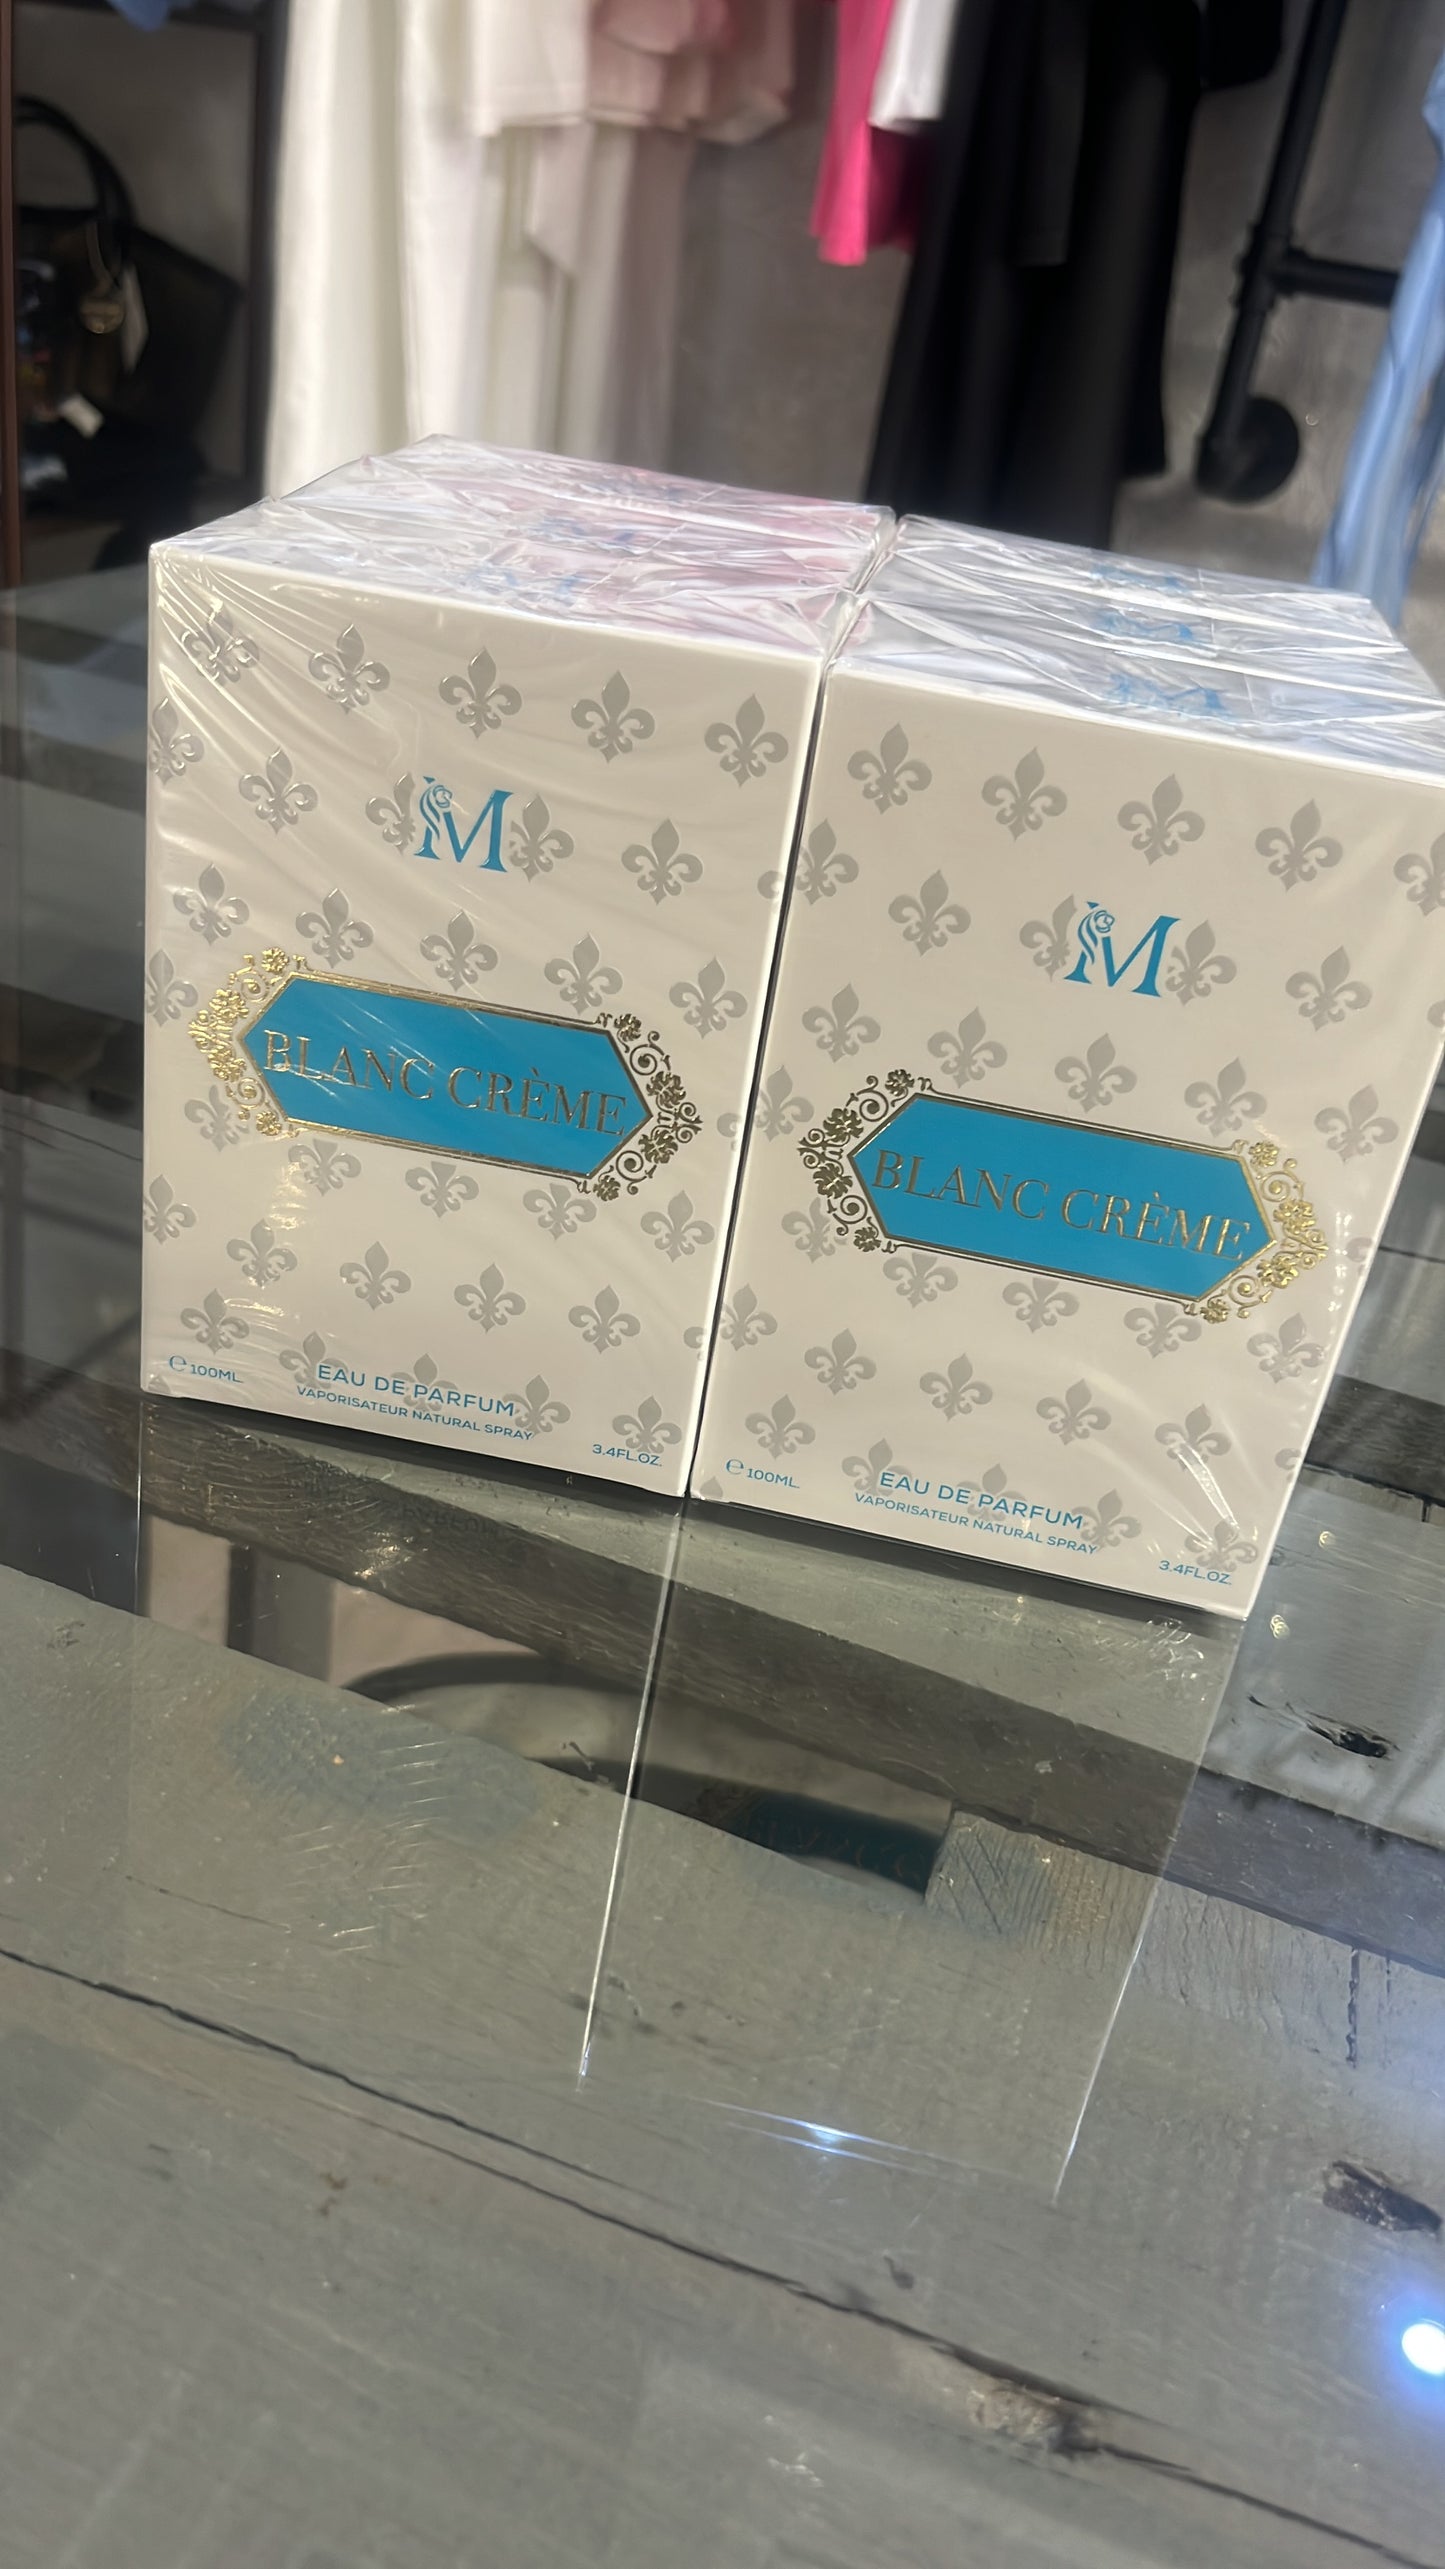 M
BLANC CRÈME
℮ 100ML.
EAU DE PARFUM
VAPORISATEUR NATURAL SPRAY
3.4FL.OZ.
M
BLANC CRÈME
℮ 100ML.
EAU DE PARFUM
VAPORISATEUR NATURAL SPRAY
3.4FL.OZ.